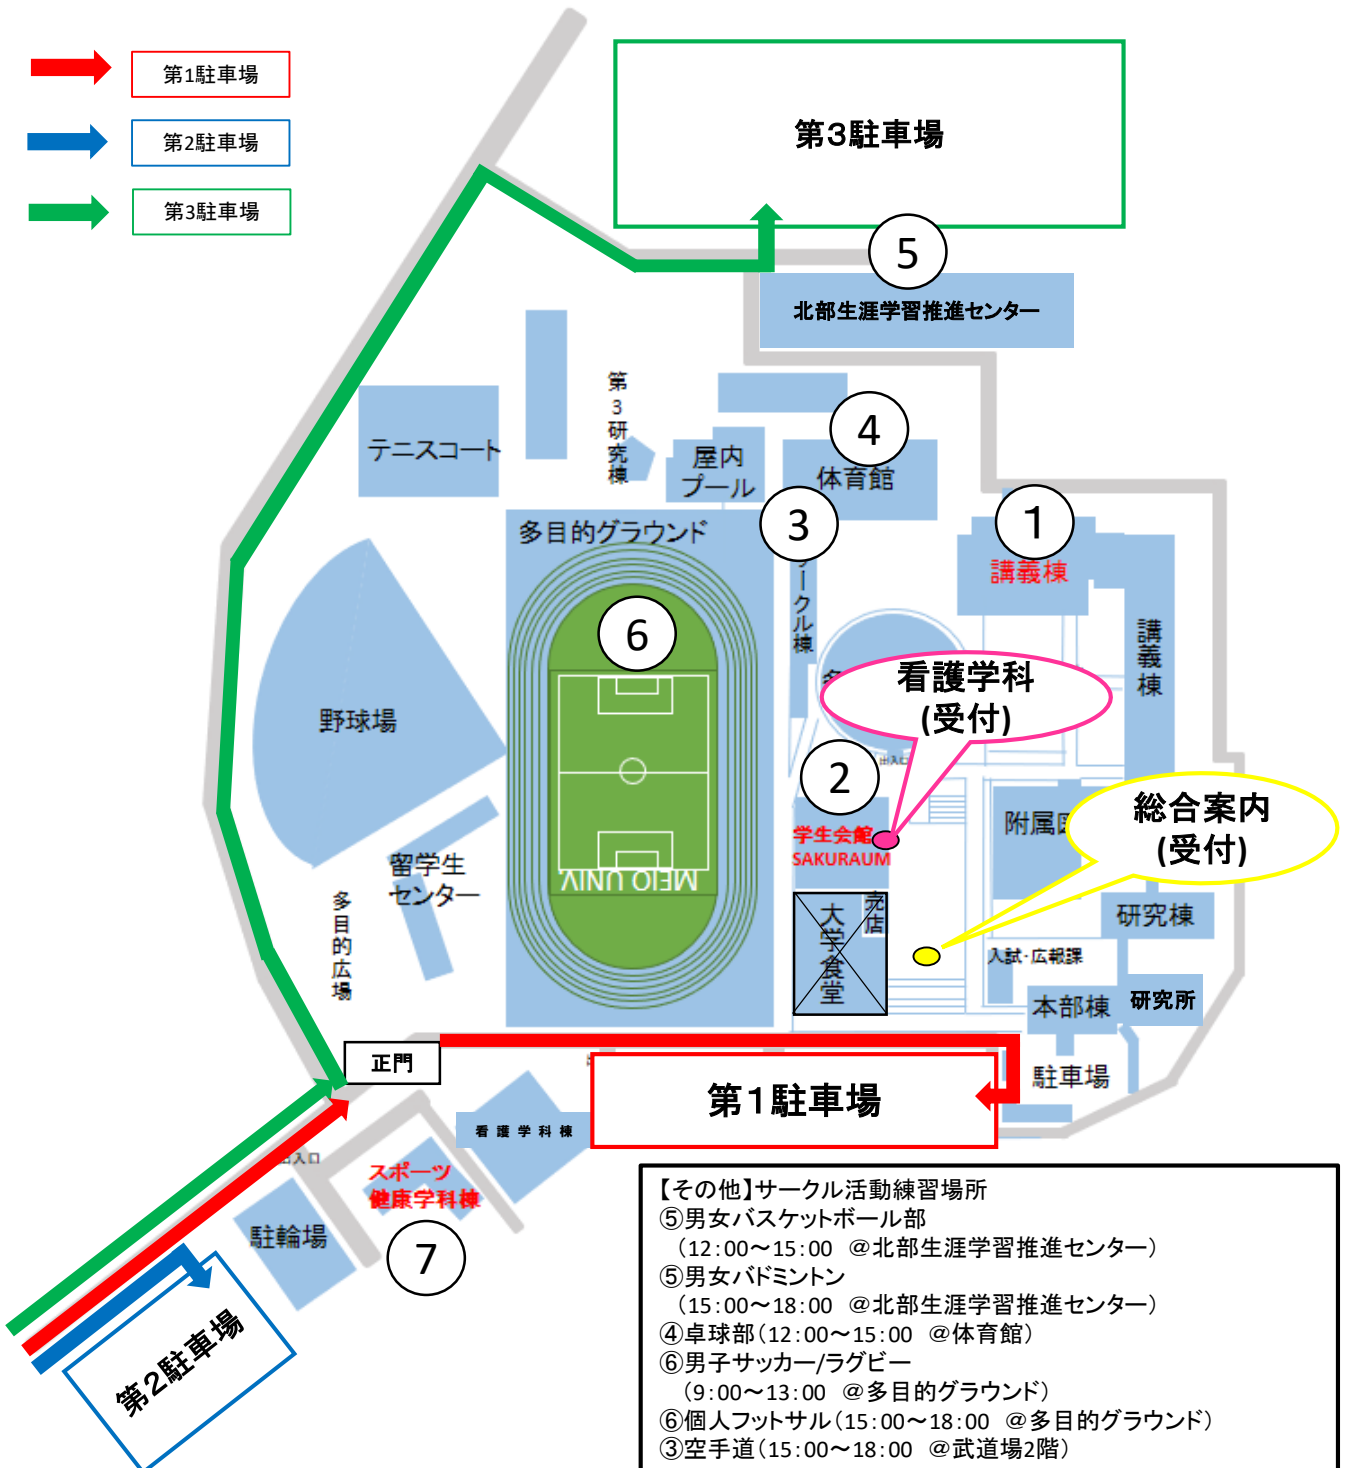 第1駐車場
第2駐車場
第3駐車場
第3駐車場
⑤
北部生涯学習推進センター
第3研究棟
テニスコート
④
屋内
プール
体育館
③
①
多目的グラウンド
講義棟
ークル棟
⑥
講義棟
看護学科
(受付)
野球場
②
出入口
総合案内
(受付)
学生会館
SAKURAUM
附属
留学生
センター
MEIO UNIV
売店
大学食堂
多目的広場
研究棟
入試・広報課
本部棟
研究所
正門
駐車場
第1駐車場
看護学科棟
出入口
スポーツ
健康学科棟
駐輪場
⑦
第2駐車場
【その他】サークル活動練習場所
⑤男女バスケットボール部
(12:00～15:00 @北部生涯学習推進センター)
⑤男女バドミントン
(15:00～18:00 @北部生涯学習推進センター)
④卓球部(12:00～15:00 @体育館)
⑥男子サッカー/ラグビー
(9:00～13:00 @多目的グラウンド)
⑥個人フットサル(15:00～18:00 @多目的グラウンド)
③空手道(15:00～18:00 @武道場2階)